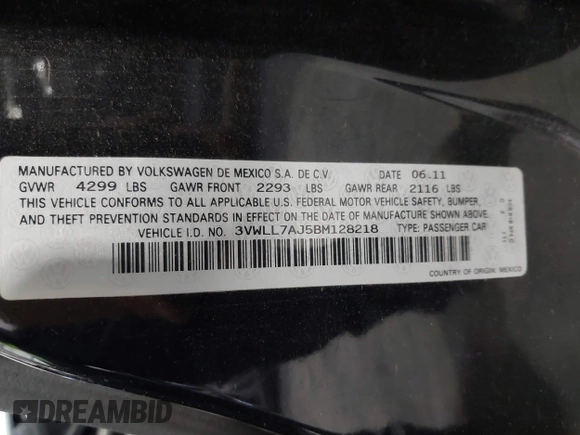 MANUFACTURED BY VOLKSWAGEN DE MEXICO S.A. DE C.V. DATE 06.11
GVWR 4299 LBS GAWR FRONT 2293 LBS GAWR REAR 2116 LBS
THIS VEHICLE CONFORMS TO ALL APPLICABLE U.S. FEDERAL MOTOR VEHICLE SAFETY, BUMPER,
AND THEFT PREVENTION STANDARDS IN EFFECT ON THE DATE OF MANUFACTURE SHOWN ABOVE.
VEHICLE I.D. NO. 3VWLL7AJ5BM128218 TYPE: PASSENGER CAR
COUNTRY OF ORIGIN: MEXICO
DREAMBID